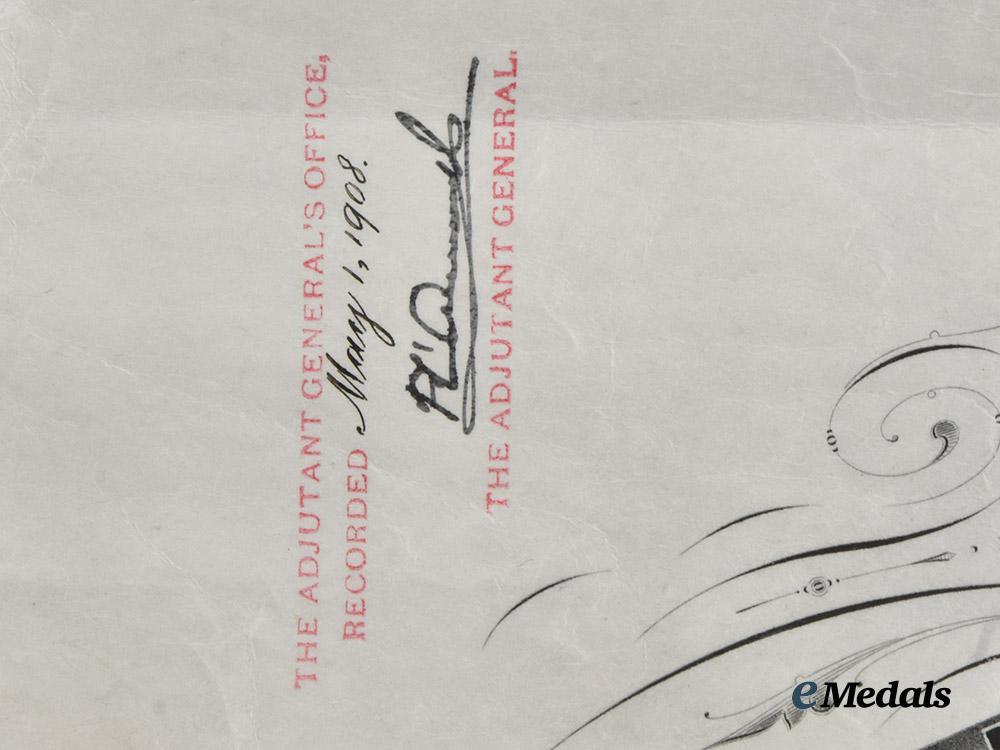 THE ADJUTANT GENERAL'S OFFICE,
RECORDED May 1, 1908.
THE ADJUTANT GENERAL.
eMedals